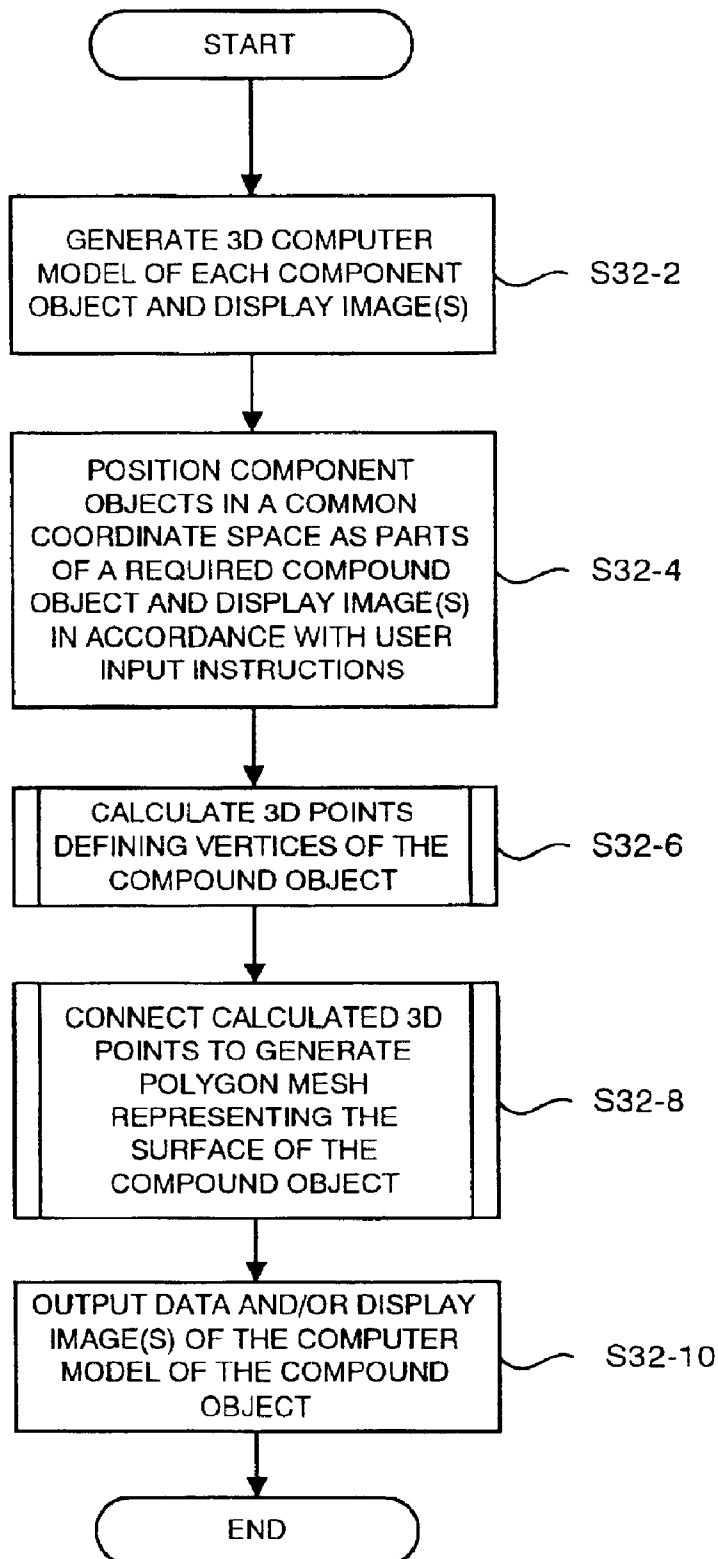 START
GENERATE 3D COMPUTER
MODEL OF EACH COMPONENT
OBJECT AND DISPLAY IMAGE(S)
S32-2
POSITION COMPONENT
OBJECTS IN A COMMON
COORDINATE SPACE AS PARTS
OF A REQUIRED COMPOUND
OBJECT AND DISPLAY IMAGE(S)
IN ACCORDANCE WITH USER
INPUT INSTRUCTIONS
S32-4
CALCULATE 3D POINTS
DEFINING VERTICES OF THE
COMPOUND OBJECT
S32-6
CONNECT CALCULATED 3D
POINTS TO GENERATE
POLYGON MESH
REPRESENTING THE
SURFACE OF THE
COMPOUND OBJECT
S32-8
OUTPUT DATA AND/OR DISPLAY
IMAGE(S) OF THE COMPUTER
MODEL OF THE COMPOUND
OBJECT
S32-10
END